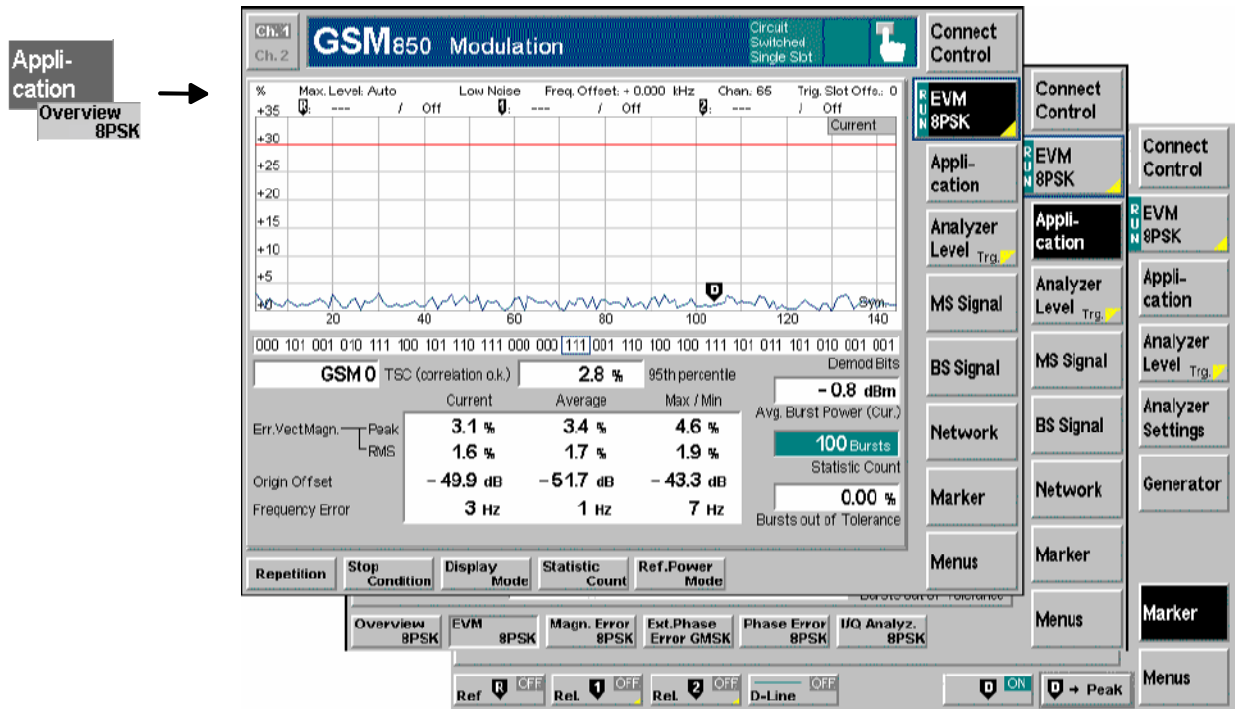 Appli-
cation
Overview
8PSK
Ch. 1
Ch. 2
GSM850 Modulation
Circuit
Switched
Single Slot
Connect
Control
% Max. Level: Auto Low Noise Freq. Offset: + 0.000 kHz Chan.: 65 Trig. Slot Offs.: 0
R: --- / Off 1: --- / Off 2: --- / Off
Current
+35
+30
+25
+20
+15
+10
+5
+0
D
Sym.
20 40 60 80 100 120 140
000 101 001 010 111 100 101 110 111 000 000 111 001 110 100 100 111 101 011 101 010 001 001
Demod Bits
GSM 0 TSC (correlation o.k.) 2.8 % 95th percentile
- 0.8 dBm
Avg. Burst Power (Cur.)
Current Average Max / Min
Err.VectMagn. Peak 3.1 % 3.4 % 4.6 %
RMS 1.6 % 1.7 % 1.9 %
Origin Offset - 49.9 dB - 51.7 dB - 43.3 dB
Frequency Error 3 Hz 1 Hz 7 Hz
100 Bursts
Statistic Count
0.00 %
Bursts out of Tolerance
Repetition
Stop
Condition
Display
Mode
Statistic
Count
Ref.Power
Mode
RUN
EVM
8PSK
Appli-
cation
Analyzer
Level Trg.
MS Signal
BS Signal
Network
Marker
Menus
Connect
Control
RUN
EVM
8PSK
Appli-
cation
Analyzer
Level Trg.
MS Signal
BS Signal
Network
Marker
Menus
Bursts out of Tolerance
Overview
8PSK
EVM
8PSK
Magn. Error
8PSK
Ext.Phase
Error GMSK
Phase Error
8PSK
I/Q Analyz.
8PSK
Connect
Control
RUN
EVM
8PSK
Appli-
cation
Analyzer
Level Trg.
Analyzer
Settings
Generator
Marker
Menus
Ref R OFF
Rel. 1 OFF
Rel. 2 OFF
D-Line OFF
D ON
D → Peak